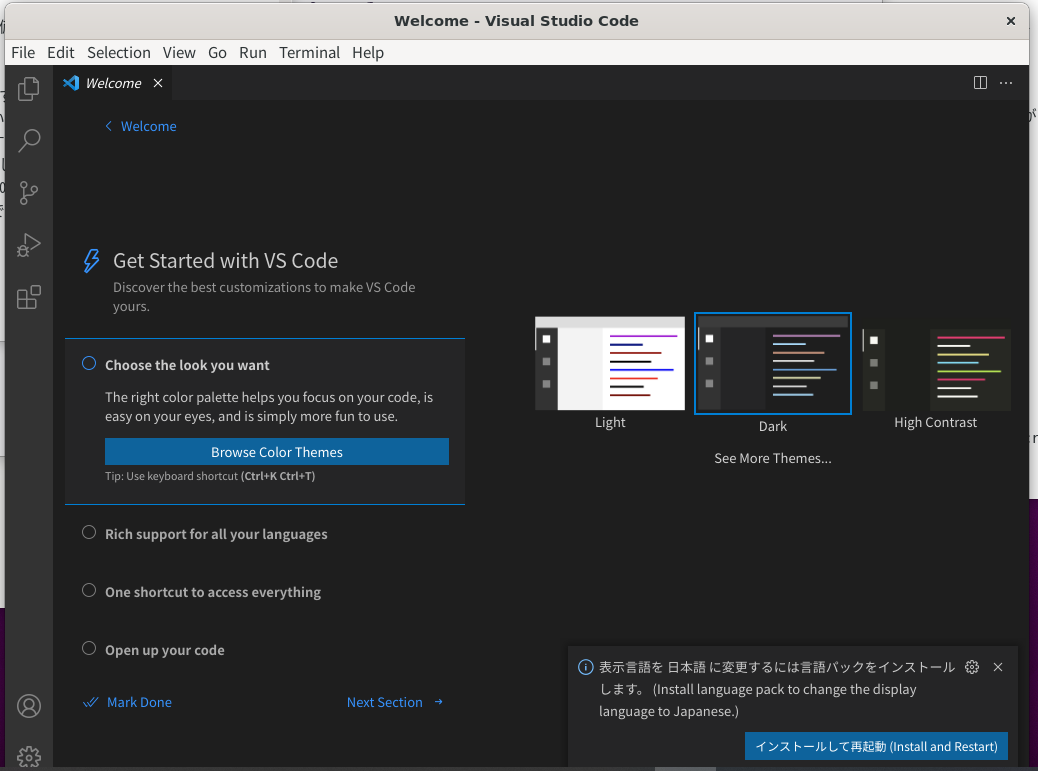 Welcome - Visual Studio Code
File Edit Selection View Go Run Terminal Help
Welcome
Welcome
Get Started with VS Code
Discover the best customizations to make VS Code
yours.
Choose the look you want
The right color palette helps you focus on your code, is
easy on your eyes, and is simply more fun to use.
Browse Color Themes
Tip: Use keyboard shortcut (Ctrl+K Ctrl+T)
Rich support for all your languages
One shortcut to access everything
Open up your code
Mark Done
Next Section
Light
Dark
High Contrast
See More Themes...
表示言語を 日本語 に変更するには言語パックをインストール
します。 (Install language pack to change the display
language to Japanese.)
インストールして再起動 (Install and Restart)